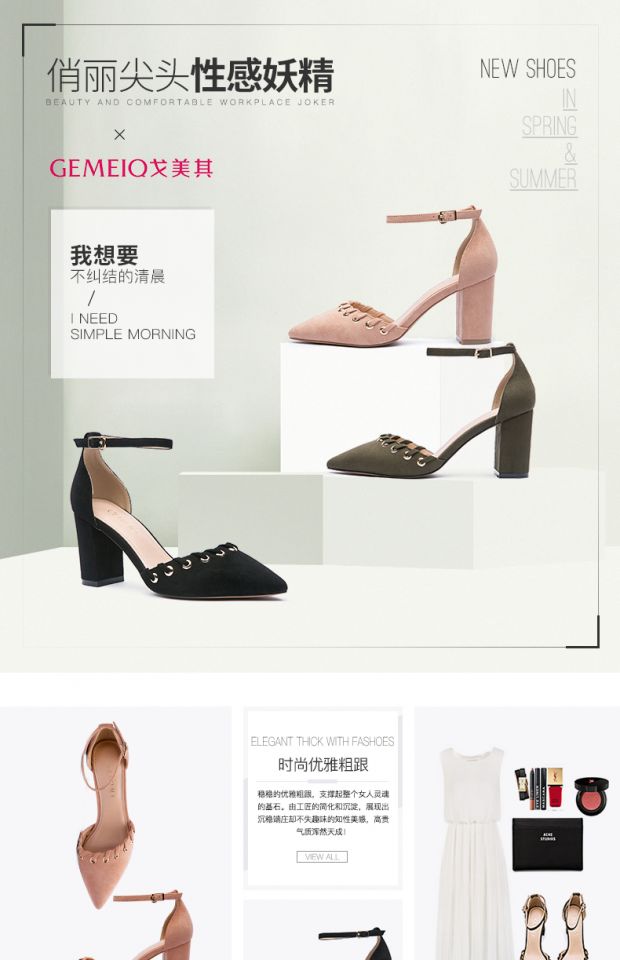 俏丽尖头性感妖精
BEAUTY AND COMFORTABLE WORKPLACE JOKER
×
GEMEIQ戈美其
NEW SHOES
IN
SPRING
&
SUMMER
我想要
不纠结的清晨
/
I NEED
SIMPLE MORNING
ELEGANT THICK WITH FASHOES
时尚优雅粗跟
稳稳的优雅粗跟，支撑起整个女人灵魂
的基石。由工匠的简化和沉淀，展现出
沉稳端庄却不失趣味的知性美感，高贵
气质浑然天成！
VIEW ALL
ACNE
STUDIOS